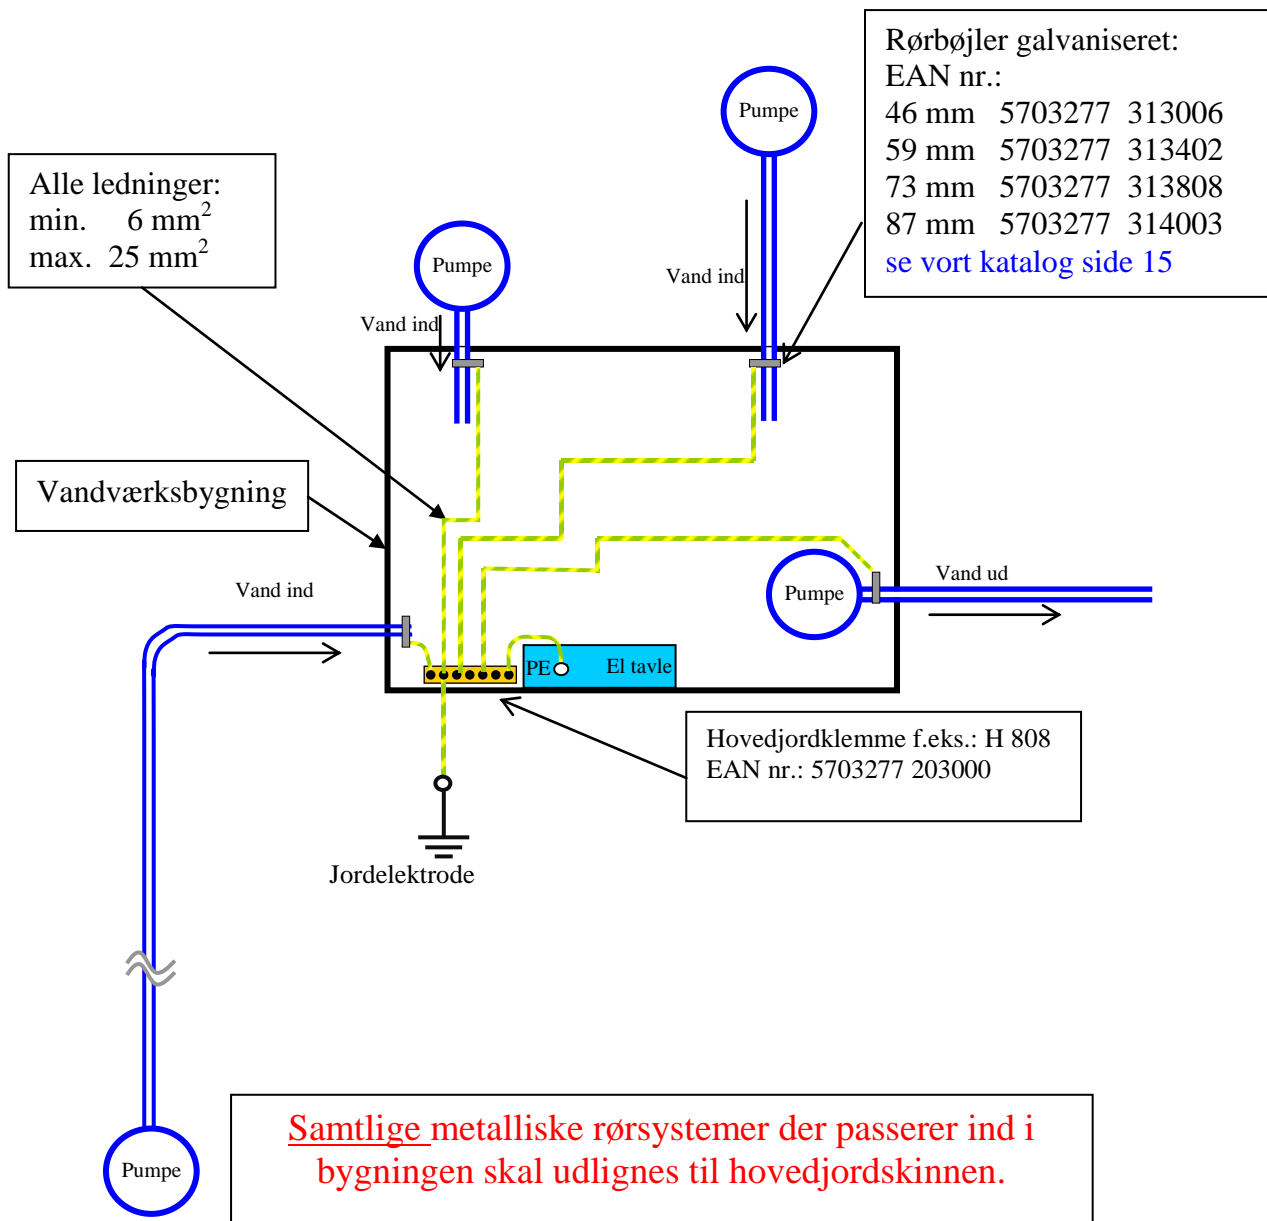 Rørbøjler galvaniseret:
EAN nr.:
46 mm 5703277 313006
59 mm 5703277 313402
73 mm 5703277 313808
87 mm 5703277 314003
se vort katalog side 15
Pumpe
Alle ledninger:
min. 6 mm²
max. 25 mm²
Pumpe
Vand ind
Vand ind
Vandværksbygning
Vand ind
Pumpe
Vand ud
PE
El tavle
Hovedjordklemme f.eks.: H 808
EAN nr.: 5703277 203000
Jordelektrode
Pumpe
Samtlige metalliske rørsystemer der passerer ind i
bygningen skal udlignes til hovedjordskinnen.